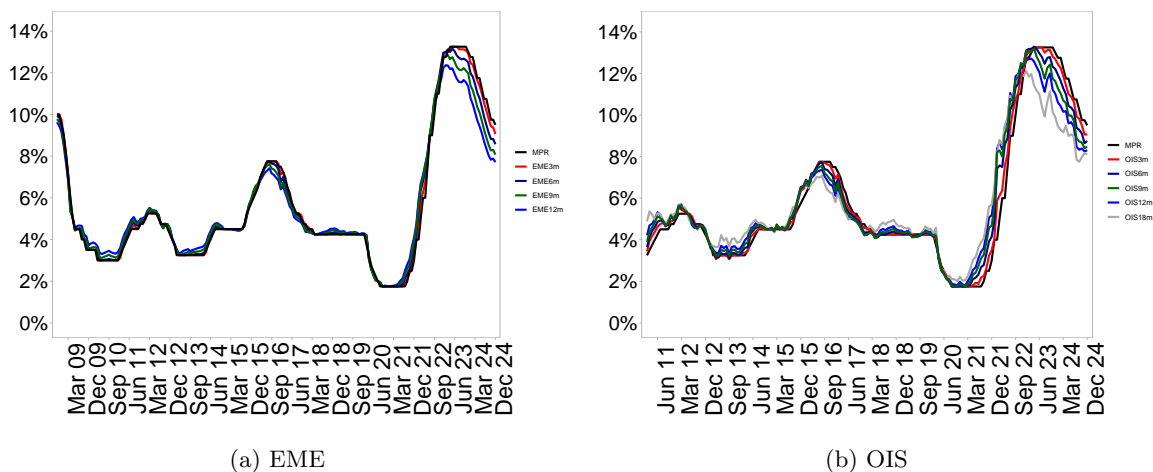 14%
12%
10%
8%
6%
4%
2%
0%
MPR
EME3m
EME6m
EME9m
EME12m
Mar 09
Dec 09
Sep 10
Jun 11
Mar 12
Dec 12
Sep 13
Jun 14
Mar 15
Dec 15
Sep 16
Jun 17
Mar 18
Dec 18
Sep 19
Jun 20
Mar 21
Dec 21
Sep 22
Jun 23
Mar 24
Dec 24
(a) EME
14%
12%
10%
8%
6%
4%
2%
0%
MPR
OIS3m
OIS6m
OIS9m
OIS12m
OIS18m
Jun 11
Mar 12
Dec 12
Sep 13
Jun 14
Mar 15
Dec 15
Sep 16
Jun 17
Mar 18
Dec 18
Sep 19
Jun 20
Mar 21
Dec 21
Sep 22
Jun 23
Mar 24
Dec 24
(b) OIS